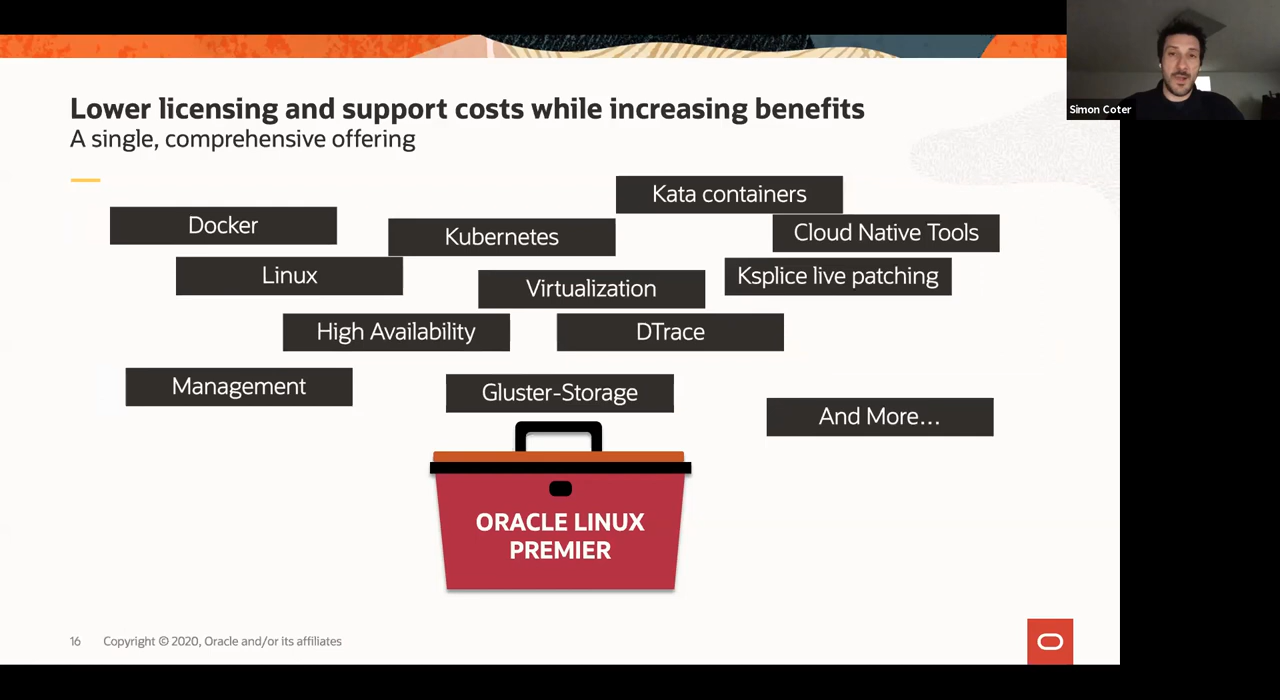 Simon Coter
Lower licensing and support costs while increasing benefits
A single, comprehensive offering
Kata containers
Docker
Kubernetes
Cloud Native Tools
Linux
Virtualization
Ksplice live patching
High Availability
DTrace
Management
Gluster-Storage
And More...
ORACLE LINUX
PREMIER
16
Copyright © 2020, Oracle and/or its affiliates